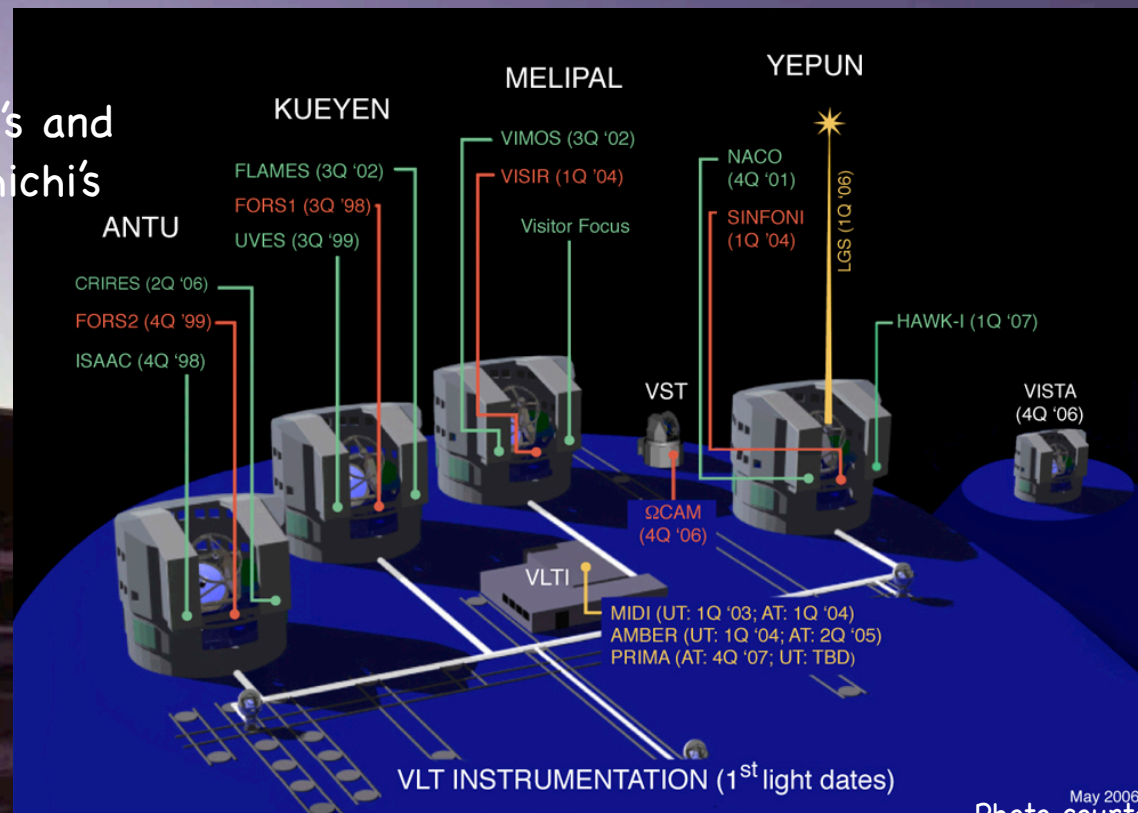 's and
nichi's
YEPUN
MELIPAL
KUEYEN
ANTU
VIMOS (3Q '02)
VISIR (1Q '04)
Visitor Focus
NACO
(4Q '01)
SINFONI
(1Q '04)
LGS (1Q '06)
FLAMES (3Q '02)
FORS1 (3Q '98)
UVES (3Q '99)
CRIRES (2Q '06)
FORS2 (4Q '99)
ISAAC (4Q '98)
HAWK-I (1Q '07)
VST
VISTA
(4Q '06)
ΩCAM
(4Q '06)
VLTI
MIDI (UT: 1Q '03; AT: 1Q '04)
AMBER (UT: 1Q '04; AT: 2Q '05)
PRIMA (AT: 4Q '07; UT: TBD)
VLT INSTRUMENTATION (1st light dates)
May 2006